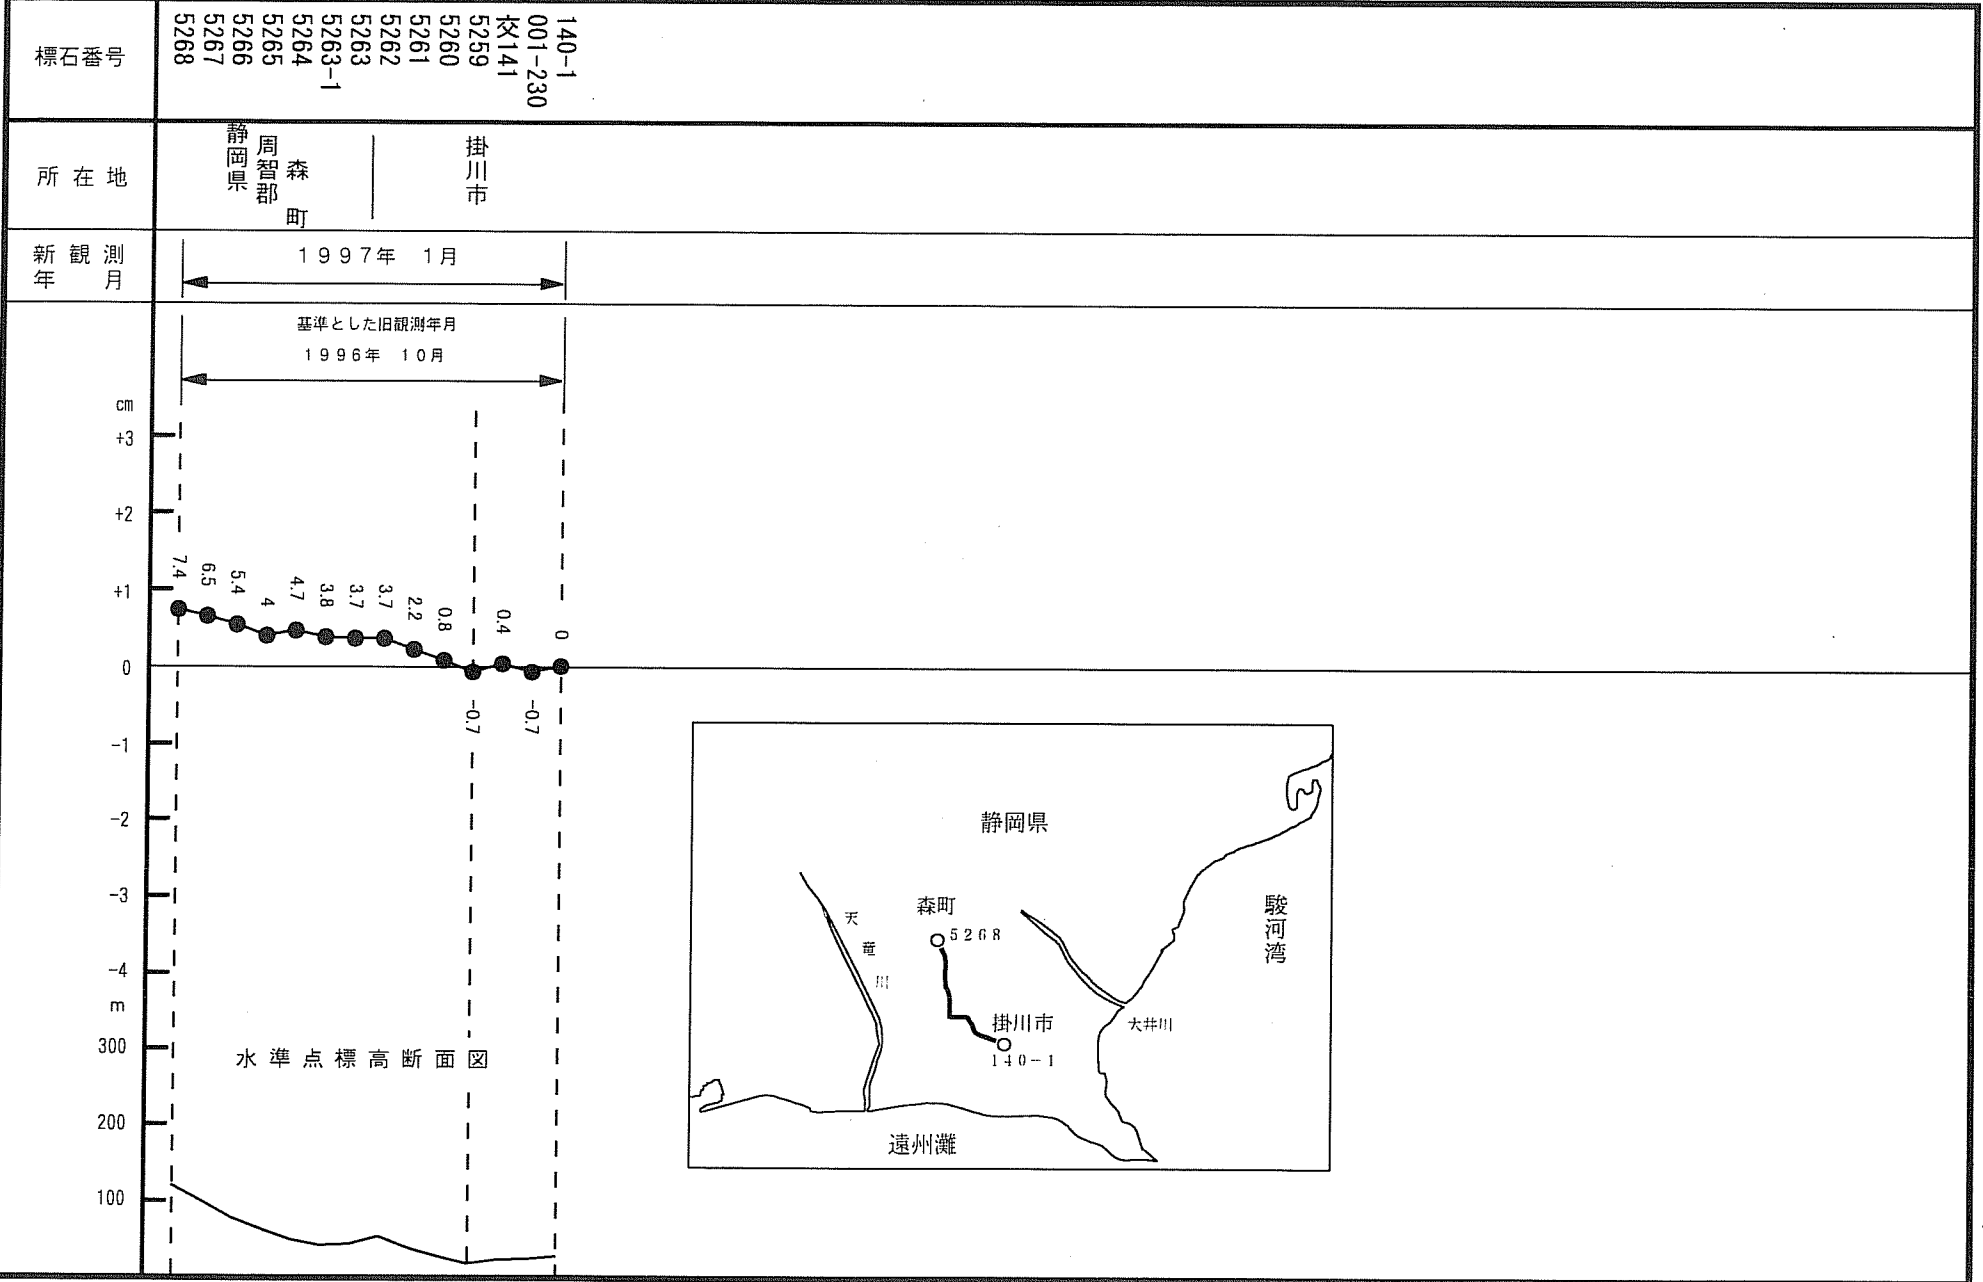 標石番号
5268
5267
5266
5265
5264
5263-1
5263
5262
5261
5260
5259
交141
001-230
140-1
所在地
静岡県
周智郡
森町
掛川市
新観測
年月
1997年 1月
基準とした旧観測年月
1996年 10月
cm
+3
+2
+1
0
-1
-2
-3
-4
m
300
200
100
7.4
6.5
5.4
4
4.7
3.8
3.7
3.7
2.2
0.8
-0.7
0.4
-0.7
0
水準点標高断面図
静岡県
森町
5268
天竜川
掛川市
140-1
大井川
駿河湾
遠州灘